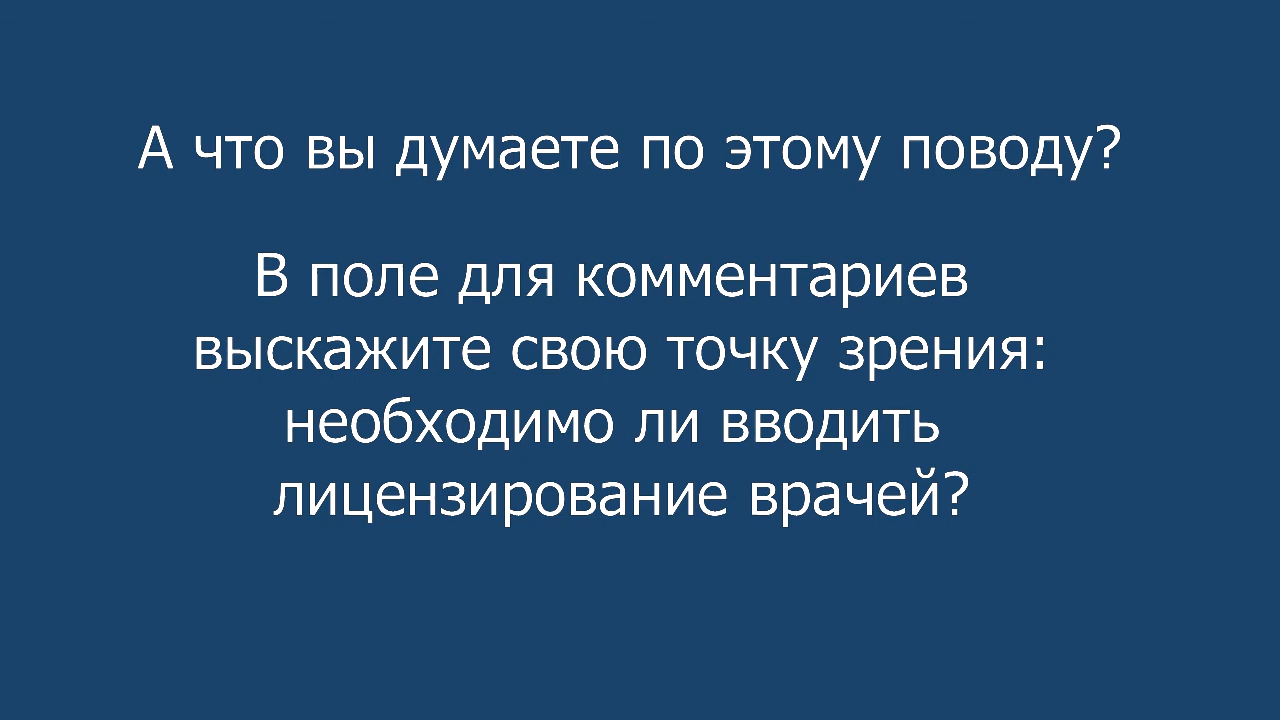 А что вы думаете по этому поводу?
В поле для комментариев
выскажите свою точку зрения:
необходимо ли вводить
лицензирование врачей?